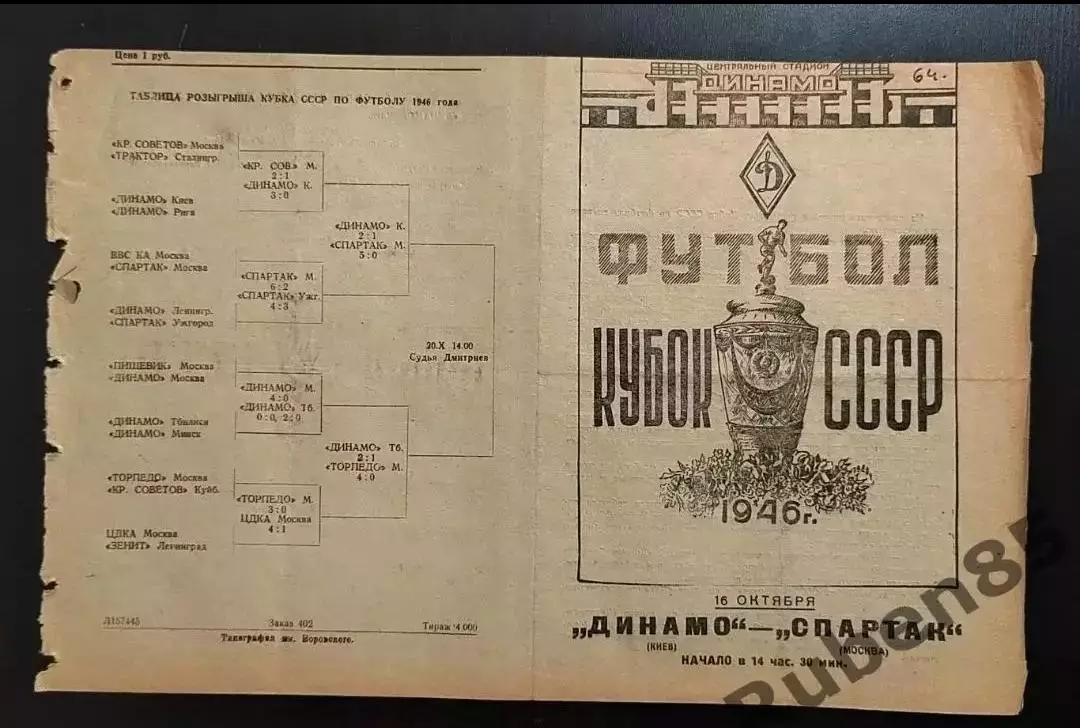 Цена 1 руб.
ТАБЛИЦА РОЗЫГРЫША КУБКА СССР ПО ФУТБОЛУ 1946 года
«КР. СОВЕТОВ» Москва
«ТРАКТОР» Сталингр.
«ДИНАМО» Киев
«ДИНАМО» Рига
ВВС КА Москва
«СПАРТАК» Москва
«ДИНАМО» Ленингр.
«СПАРТАК» Ужгород
«ПИЩЕВИК» Москва
«ДИНАМО» Москва
«ДИНАМО» Тбилиси
«ДИНАМО» Минск
«ТОРПЕДО» Москва
«КР. СОВЕТОВ» Куйб.
ЦДКА Москва
«ЗЕНИТ» Ленинград
«КР. СОВ.» М.
2:1
«ДИНАМО» К.
3:0
«СПАРТАК» М.
6:2
«СПАРТАК» Ужг.
4:3
«ДИНАМО» М.
4:0
«ДИНАМО» Тб.
0:0, 2:0
«ТОРПЕДО» М.
3:0
ЦДКА Москва
4:1
«ДИНАМО» К.
2:1
«СПАРТАК» М.
5:0
«ДИНАМО» Тб.
2:1
«ТОРПЕДО» М.
4:0
20.X 14.00
Судья Дмитриев
Л157445 Заказ 402 Тираж 4 000
Типография им. Воровского.
ЦЕНТРАЛЬНЫЙ СТАДИОН
ДИНАМО
64.
Д
ФУТБОЛ
КУБОК СССР
1946г.
16 ОКТЯБРЯ
„ДИНАМО“—„СПАРТАК“
(КИЕВ) (МОСКВА)
НАЧАЛО в 14 час. 30 мин.
Ruben85